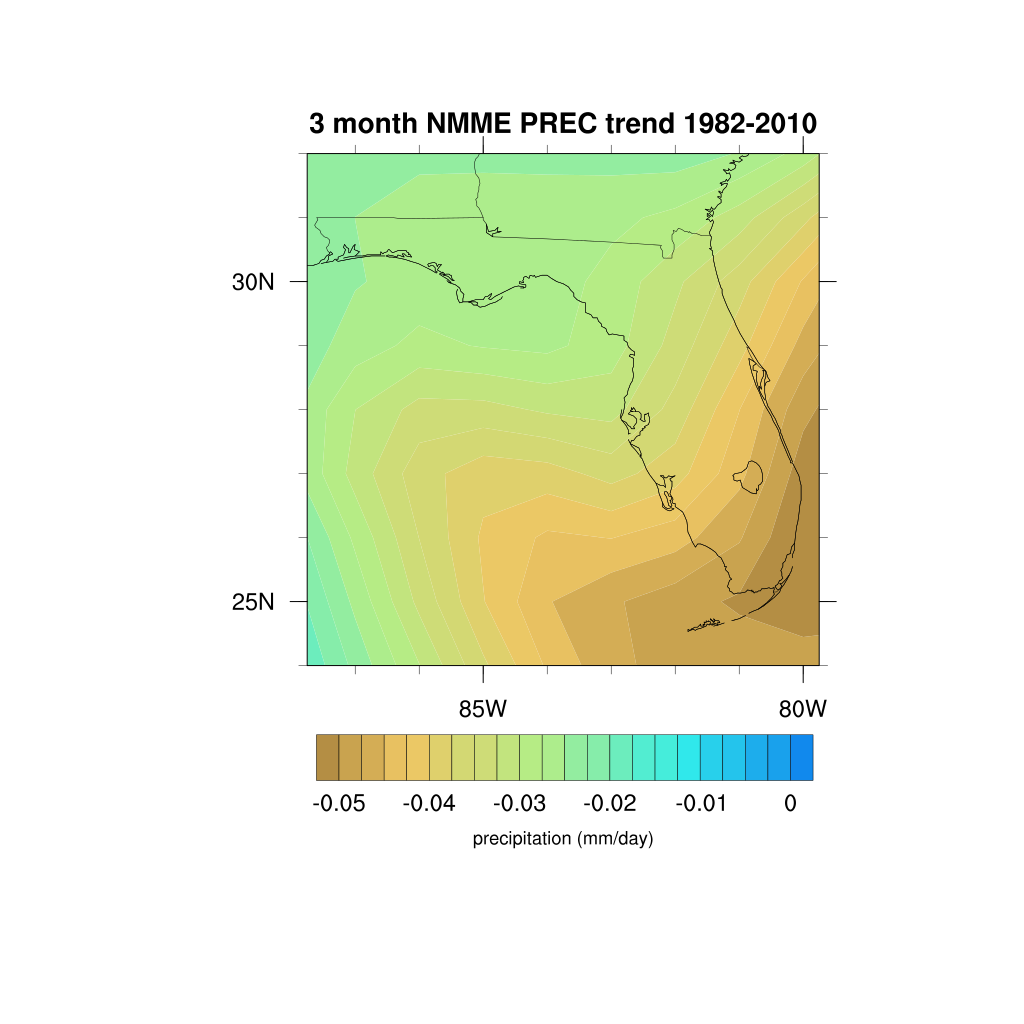 3 month NMME PREC trend 1982-2010
30N
25N
85W 80W
-0.05 -0.04 -0.03 -0.02 -0.01 0
precipitation (mm/day)